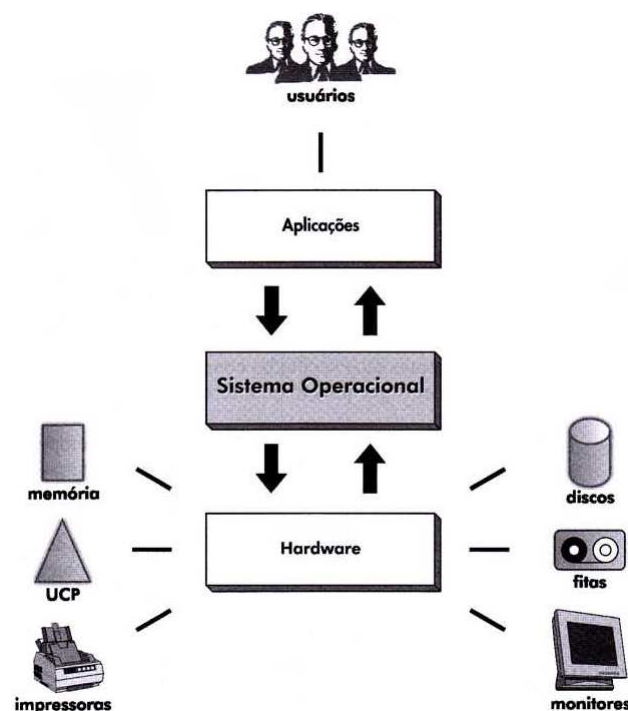 usuários
Aplicações
Sistema Operacional
memória
discos
Hardware
UCP
fitas
impressoras
monitores